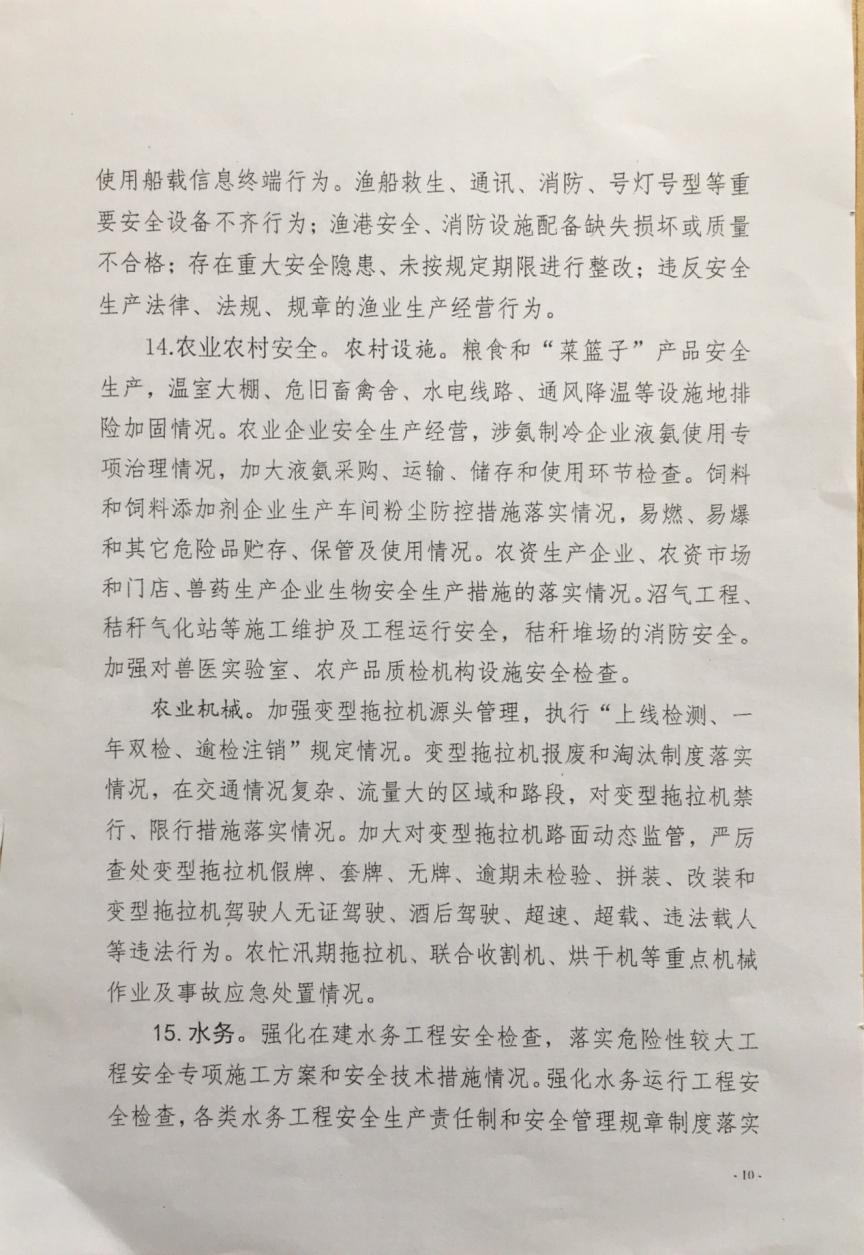 使用船载信息终端行为。渔船救生、通讯、消防、号灯号型等重
要安全设备不齐行为；渔港安全、消防设施配备缺失损坏或质量
不合格；存在重大安全隐患、未按规定期限进行整改；违反安全
生产法律、法规、规章的渔业生产经营行为。
14.农业农村安全。农村设施。粮食和“菜篮子”产品安全
生产，温室大棚、危旧畜禽舍、水电线路、通风降温等设施地排
险加固情况。农业企业安全生产经营，涉氨制冷企业液氨使用专
项治理情况，加大液氨采购、运输、储存和使用环节检查。饲料
和饲料添加剂企业生产车间粉尘防控措施落实情况，易燃、易爆
和其它危险品贮存、保管及使用情况。农资生产企业、农资市场
和门店、兽药生产企业生物安全生产措施的落实情况。沼气工程、
秸秆气化站等施工维护及工程运行安全，秸秆堆场的消防安全。
加强对兽医实验室、农产品质检机构设施安全检查。
农业机械。加强变型拖拉机源头管理，执行“上线检测、一
年双检、逾检注销”规定情况。变型拖拉机报废和淘汰制度落实
情况，在交通情况复杂、流量大的区域和路段，对变型拖拉机禁
行、限行措施落实情况。加大对变型拖拉机路面动态监管，严厉
查处变型拖拉机假牌、套牌、无牌、逾期未检验、拼装、改装和
变型拖拉机驾驶人无证驾驶、酒后驾驶、超速、超载、违法载人
等违法行为。农忙汛期拖拉机、联合收割机、烘干机等重点机械
作业及事故应急处置情况。
15.水务。强化在建水务工程安全检查，落实危险性较大工
程安全专项施工方案和安全技术措施情况。强化水务运行工程安
全检查，各类水务工程安全生产责任制和安全管理规章制度落实
- 10 -